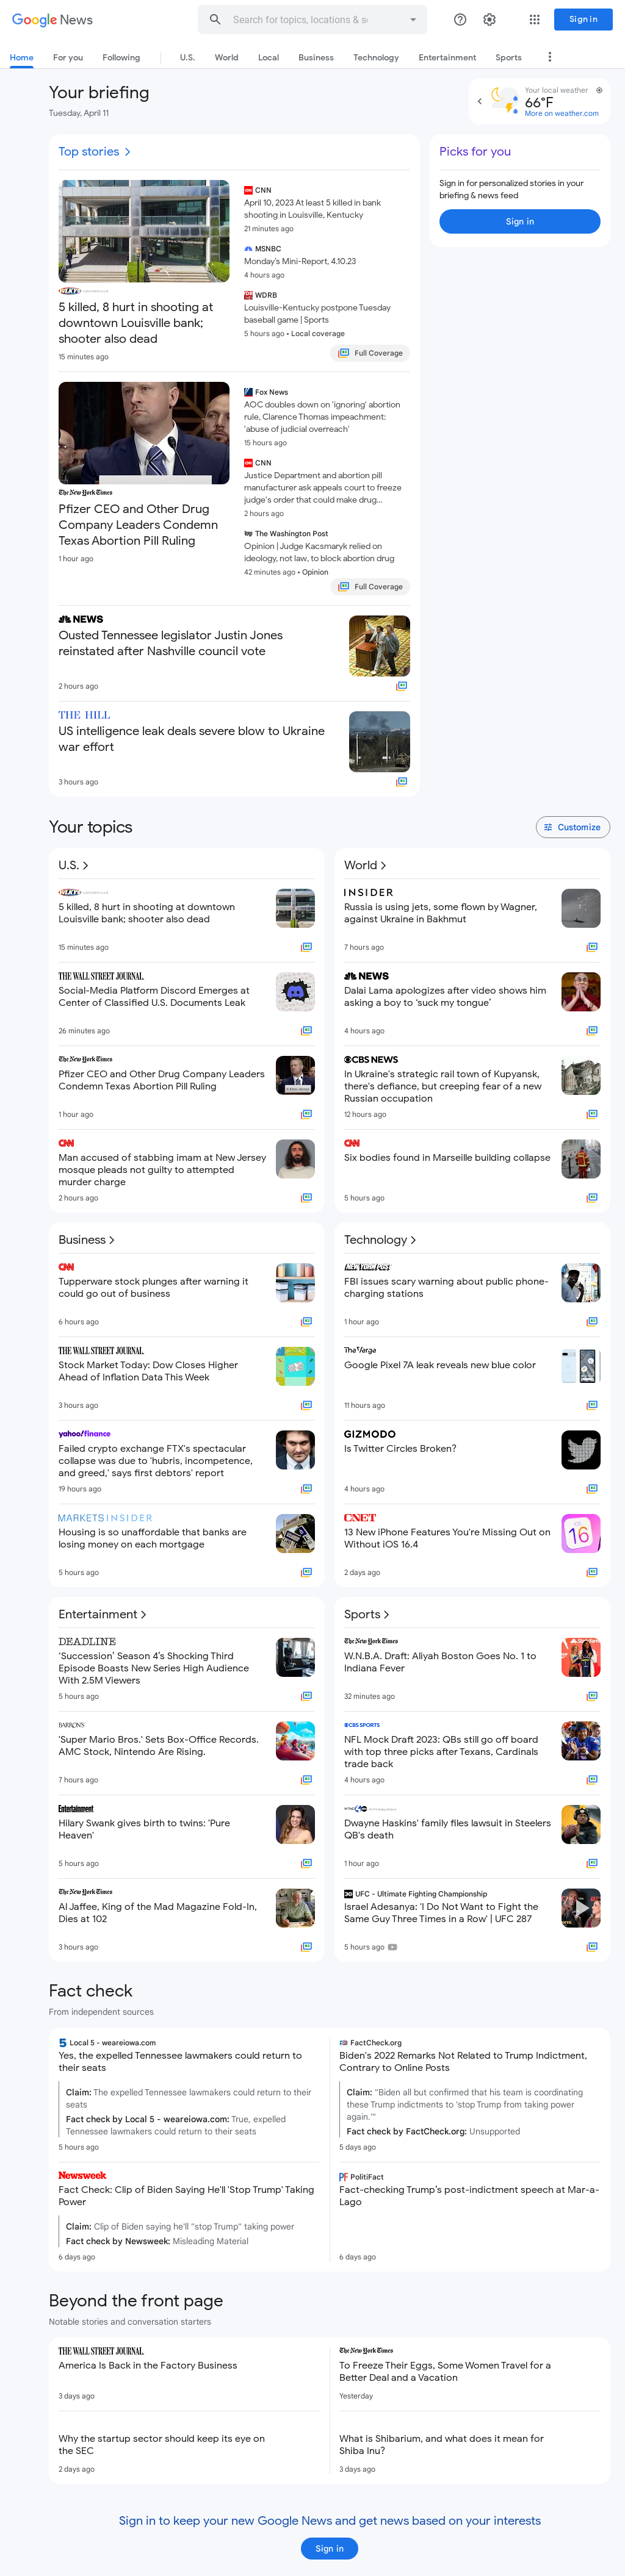 Google News
Search for topics, locations & s
Sign in
Home
For you
Following
U.S.
World
Local
Business
Technology
Entertainment
Sports
Your briefing
Tuesday, April 11
Your local weather
66°F
More on weather.com
Top stories
5 killed, 8 hurt in shooting at
downtown Louisville bank;
shooter also dead
15 minutes ago
CNN
April 10, 2023 At least 5 killed in bank
shooting in Louisville, Kentucky
21 minutes ago
MSNBC
Monday's Mini-Report, 4.10.23
4 hours ago
WDRB
Louisville-Kentucky postpone Tuesday
baseball game | Sports
5 hours ago • Local coverage
Full Coverage
Picks for you
Sign in for personalized stories in your
briefing & news feed
Sign in
The New York Times
Pfizer CEO and Other Drug
Company Leaders Condemn
Texas Abortion Pill Ruling
1 hour ago
Fox News
AOC doubles down on 'ignoring' abortion
rule, Clarence Thomas impeachment:
'abuse of judicial overreach'
15 hours ago
CNN
Justice Department and abortion pill
manufacturer ask appeals court to freeze
judge's order that could make drug...
2 hours ago
The Washington Post
Opinion | Judge Kacsmaryk relied on
ideology, not law, to block abortion drug
42 minutes ago • Opinion
Full Coverage
NEWS
Ousted Tennessee legislator Justin Jones
reinstated after Nashville council vote
2 hours ago
THE HILL
US intelligence leak deals severe blow to Ukraine
war effort
3 hours ago
Your topics
Customize
U.S.
5 killed, 8 hurt in shooting at downtown
Louisville bank; shooter also dead
15 minutes ago
THE WALL STREET JOURNAL.
Social-Media Platform Discord Emerges at
Center of Classified U.S. Documents Leak
26 minutes ago
The New York Times
Pfizer CEO and Other Drug Company Leaders
Condemn Texas Abortion Pill Ruling
1 hour ago
CNN
Man accused of stabbing imam at New Jersey
mosque pleads not guilty to attempted
murder charge
2 hours ago
World
INSIDER
Russia is using jets, some flown by Wagner,
against Ukraine in Bakhmut
7 hours ago
NEWS
Dalai Lama apologizes after video shows him
asking a boy to 'suck my tongue'
4 hours ago
CBS NEWS
In Ukraine's strategic rail town of Kupyansk,
there's defiance, but creeping fear of a new
Russian occupation
12 hours ago
CNN
Six bodies found in Marseille building collapse
5 hours ago
Business
CNN
Tupperware stock plunges after warning it
could go out of business
6 hours ago
THE WALL STREET JOURNAL.
Stock Market Today: Dow Closes Higher
Ahead of Inflation Data This Week
3 hours ago
yahoo!finance
Failed crypto exchange FTX's spectacular
collapse was due to 'hubris, incompetence,
and greed,' says first debtors' report
19 hours ago
MARKETS INSIDER
Housing is so unaffordable that banks are
losing money on each mortgage
5 hours ago
Technology
NEW YORK POST
FBI issues scary warning about public phone-
charging stations
1 hour ago
The Verge
Google Pixel 7A leak reveals new blue color
11 hours ago
GIZMODO
Is Twitter Circles Broken?
4 hours ago
CNET
13 New iPhone Features You're Missing Out on
Without iOS 16.4
2 days ago
16
Entertainment
DEADLINE
'Succession' Season 4's Shocking Third
Episode Boasts New Series High Audience
With 2.5M Viewers
5 hours ago
BARRON'S
'Super Mario Bros.' Sets Box-Office Records.
AMC Stock, Nintendo Are Rising.
7 hours ago
Entertainment
Hilary Swank gives birth to twins: 'Pure
Heaven'
5 hours ago
The New York Times
Al Jaffee, King of the Mad Magazine Fold-In,
Dies at 102
3 hours ago
Sports
The New York Times
W.N.B.A. Draft: Aliyah Boston Goes No. 1 to
Indiana Fever
32 minutes ago
CBS SPORTS
NFL Mock Draft 2023: QBs still go off board
with top three picks after Texans, Cardinals
trade back
4 hours ago
Dwayne Haskins' family files lawsuit in Steelers
QB's death
1 hour ago
UFC - Ultimate Fighting Championship
Israel Adesanya: 'I Do Not Want to Fight the
Same Guy Three Times in a Row' | UFC 287
5 hours ago
Fact check
From independent sources
5 Local 5 - weareiowa.com
Yes, the expelled Tennessee lawmakers could return to
their seats
Claim: The expelled Tennessee lawmakers could return to their
seats
Fact check by Local 5 - weareiowa.com: True, expelled
Tennessee lawmakers could return to their seats
5 hours ago
FactCheck.org
Biden's 2022 Remarks Not Related to Trump Indictment,
Contrary to Online Posts
Claim: "Biden all but confirmed that his team is coordinating
these Trump indictments to 'stop Trump from taking power
again.'"
Fact check by FactCheck.org: Unsupported
5 days ago
Newsweek
Fact Check: Clip of Biden Saying He'll 'Stop Trump' Taking
Power
Claim: Clip of Biden saying he'll "stop Trump" taking power
Fact check by Newsweek: Misleading Material
6 days ago
PF PolitiFact
Fact-checking Trump's post-indictment speech at Mar-a-
Lago
6 days ago
Beyond the front page
Notable stories and conversation starters
THE WALL STREET JOURNAL.
America Is Back in the Factory Business
3 days ago
The New York Times
To Freeze Their Eggs, Some Women Travel for a
Better Deal and a Vacation
Yesterday
Why the startup sector should keep its eye on
the SEC
2 days ago
What is Shibarium, and what does it mean for
Shiba Inu?
3 days ago
Sign in to keep your new Google News and get news based on your interests
Sign in